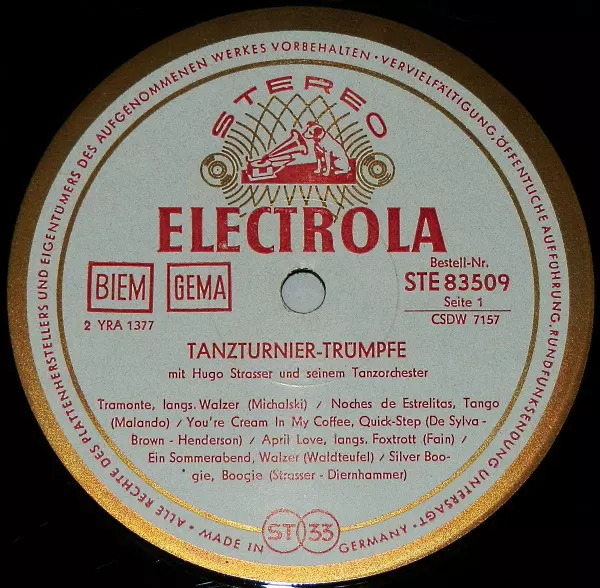 ALLE RECHTE DES PLATTENHERSTELLERS UND EIGENTÜMERS DES AUFGENOMMENEN WERKES VORBEHALTEN · VERVIELFÄLTIGUNG, ÖFFENTLICHE AUFFÜHRUNG, RUNDFUNKSENDUNG UNTERSAGT ·
STEREO
ELECTROLA
BIEM GEMA
2 YRA 1377
Bestell-Nr.
STE 83509
Seite 1
CSDW 7157
TANZTURNIER-TRÜMPFE
mit Hugo Strasser und seinem Tanzorchester
Tramonte, langs. Walzer (Michalski) / Noches de Estrelitas, Tango
(Malando) / You're Cream In My Coffee, Quick-Step (De Sylva -
Brown - Henderson) / April Love, langs. Foxtrott (Fain) /
Ein Sommerabend, Walzer (Waldteufel) / Silver Boo-
gie, Boogie (Strasser - Diernhammer)
MADE IN ST 33 GERMANY